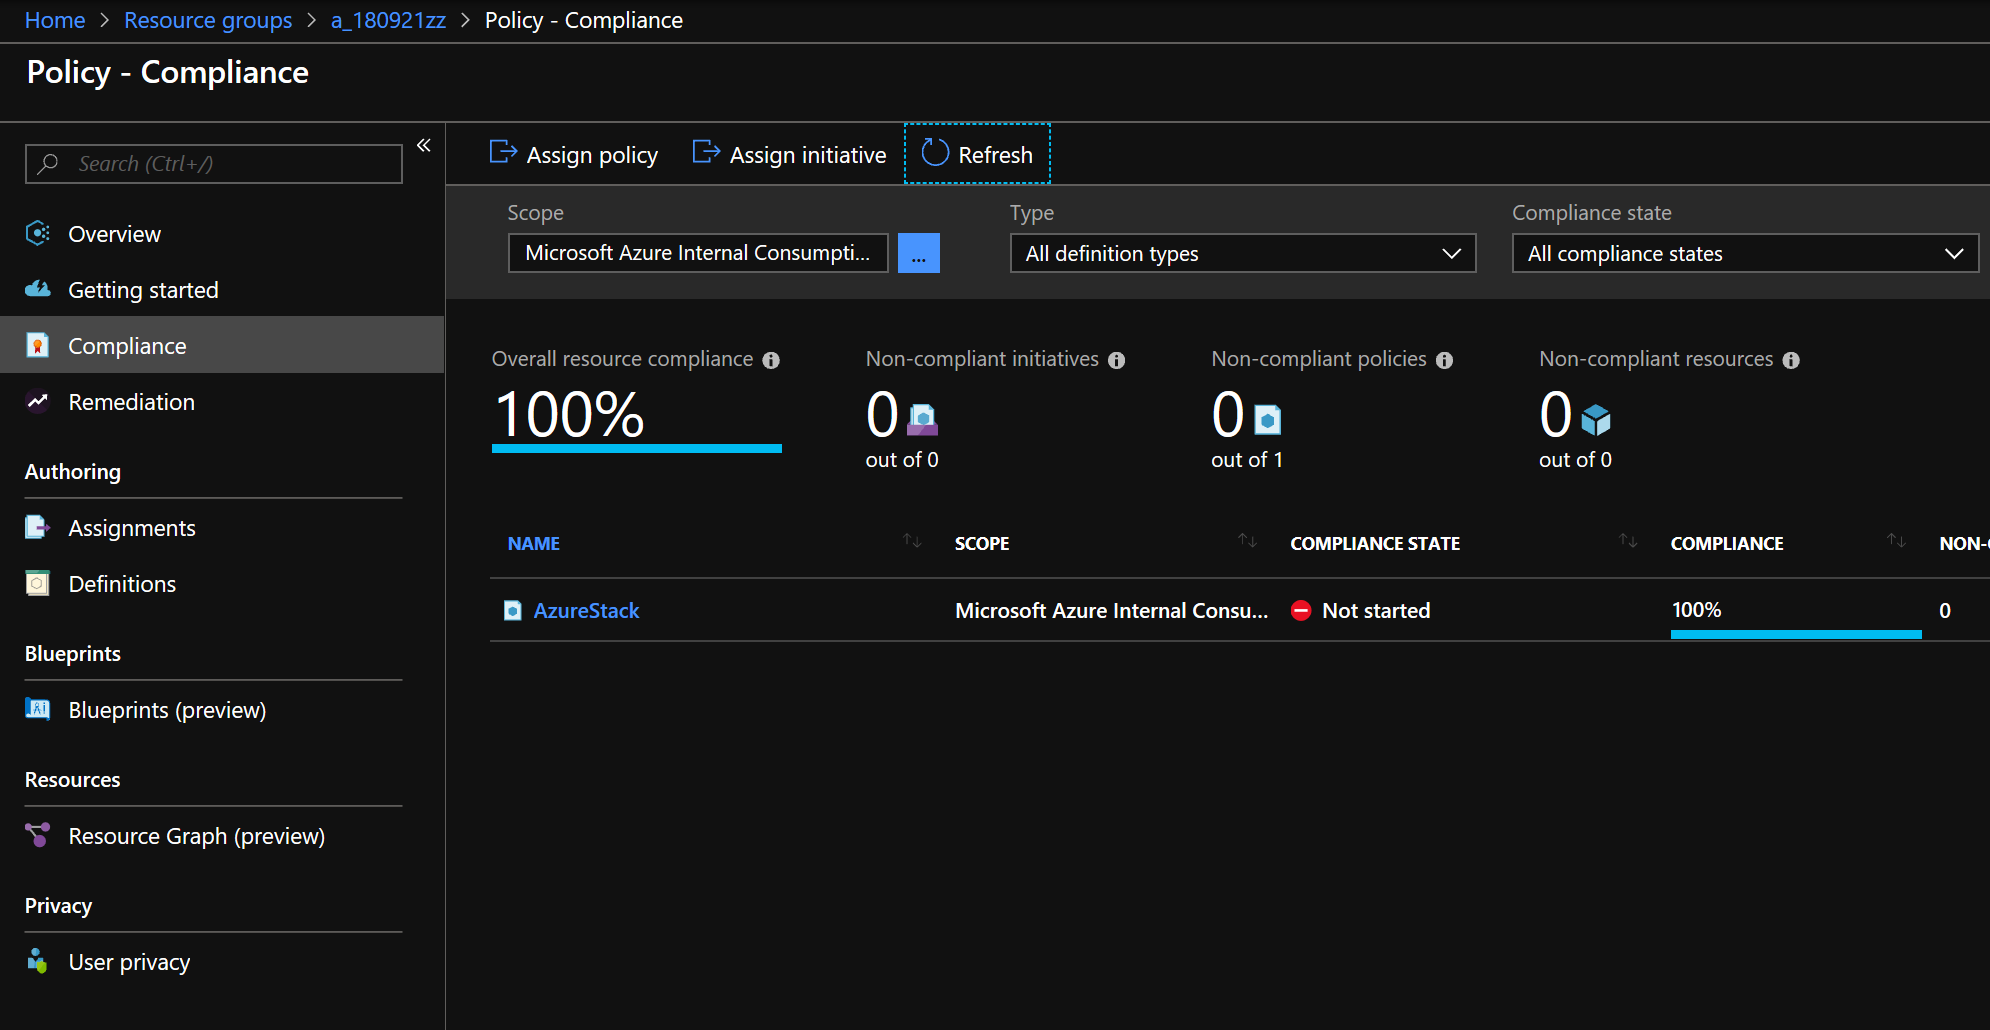 Home > Resource groups > a_180921zz > Policy - Compliance
Policy - Compliance
Search (Ctrl+/)
Overview
Getting started
Compliance
Remediation
Authoring
Assignments
Definitions
Blueprints
Blueprints (preview)
Resources
Resource Graph (preview)
Privacy
User privacy
Assign policy Assign initiative Refresh
Scope Type Compliance state
Microsoft Azure Internal Consumpti... ... All definition types All compliance states
Overall resource compliance Non-compliant initiatives Non-compliant policies Non-compliant resources
100% 0 0 0
out of 0 out of 1 out of 0
NAME SCOPE COMPLIANCE STATE COMPLIANCE NON-
AzureStack Microsoft Azure Internal Consu... Not started 100% 0